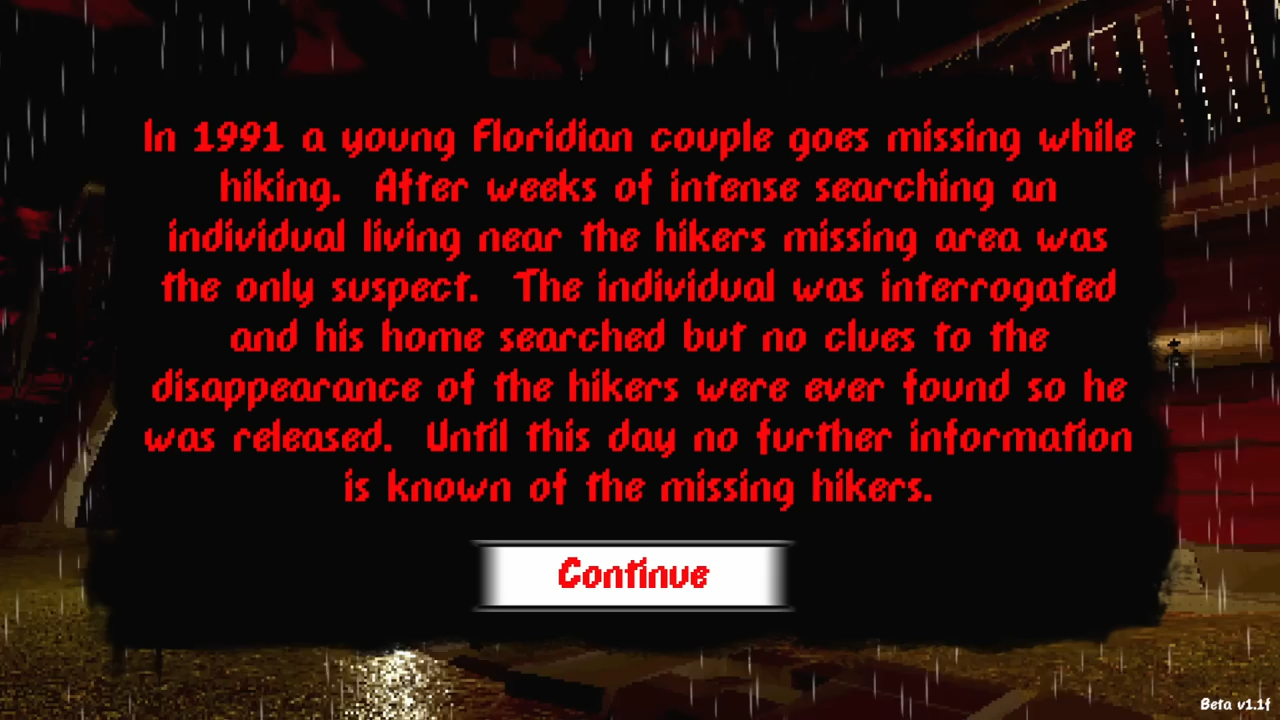 In 1991 a young Floridian couple goes missing while
hiking.  After weeks of intense searching an
individual living near the hikers missing area was
the only suspect.  The individual was interrogated
and his home searched but no clues to the
disappearance of the hikers were ever found so he
was released.  Until this day no further information
is known of the missing hikers.
Continue
Beta v1.1f